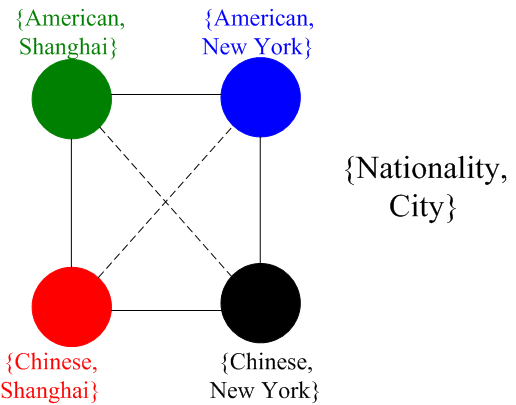 {American,
Shanghai}
{American,
New York}
{Nationality,
City}
{Chinese,
Shanghai}
{Chinese,
New York}